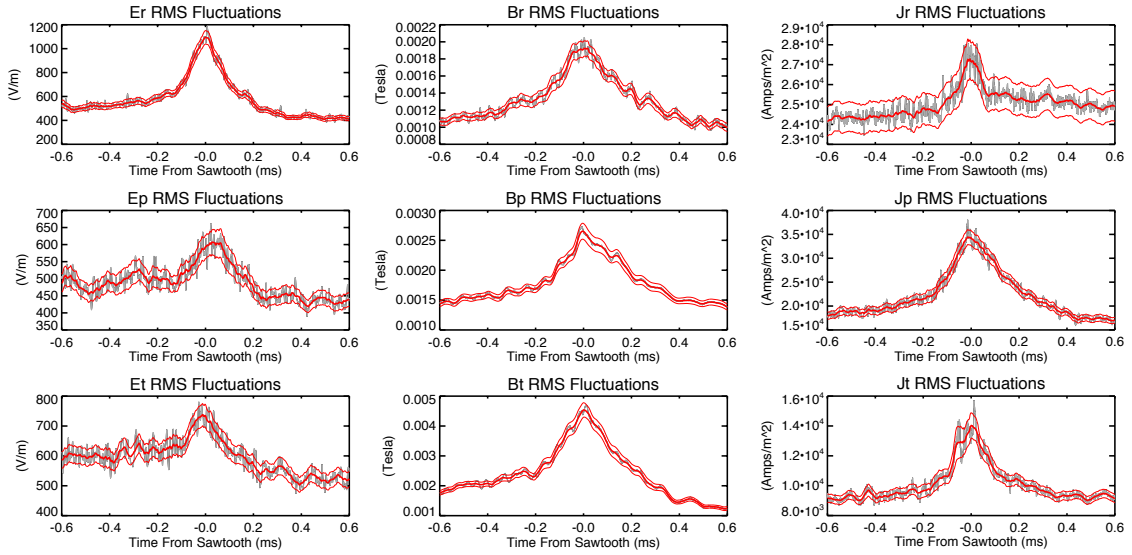 Er RMS Fluctuations
1200
1000
800
600
400
(V/m)
-0.6 -0.4 -0.2 -0.0 0.2 0.4 0.6
Time From Sawtooth (ms)
Br RMS Fluctuations
0.0022
0.0020
0.0018
0.0016
0.0014
0.0012
0.0010
0.0008
(Tesla)
-0.6 -0.4 -0.2 -0.0 0.2 0.4 0.6
Time From Sawtooth (ms)
Jr RMS Fluctuations
2.9•10⁴
2.8•10⁴
2.7•10⁴
2.6•10⁴
2.5•10⁴
2.4•10⁴
2.3•10⁴
(Amps/m^2)
-0.6 -0.4 -0.2 -0.0 0.2 0.4 0.6
Time From Sawtooth (ms)
Ep RMS Fluctuations
700
650
600
550
500
450
400
350
(V/m)
-0.6 -0.4 -0.2 -0.0 0.2 0.4 0.6
Time From Sawtooth (ms)
Bp RMS Fluctuations
0.0030
0.0025
0.0020
0.0015
0.0010
(Tesla)
-0.6 -0.4 -0.2 -0.0 0.2 0.4 0.6
Time From Sawtooth (ms)
Jp RMS Fluctuations
4.0•10⁴
3.5•10⁴
3.0•10⁴
2.5•10⁴
2.0•10⁴
1.5•10⁴
(Amps/m^2)
-0.6 -0.4 -0.2 -0.0 0.2 0.4 0.6
Time From Sawtooth (ms)
Et RMS Fluctuations
800
700
600
500
400
(V/m)
-0.6 -0.4 -0.2 -0.0 0.2 0.4 0.6
Time From Sawtooth (ms)
Bt RMS Fluctuations
0.005
0.004
0.003
0.002
0.001
(Tesla)
-0.6 -0.4 -0.2 -0.0 0.2 0.4 0.6
Time From Sawtooth (ms)
Jt RMS Fluctuations
1.6•10⁴
1.4•10⁴
1.2•10⁴
1.0•10⁴
8.0•10³
(Amps/m^2)
-0.6 -0.4 -0.2 -0.0 0.2 0.4 0.6
Time From Sawtooth (ms)